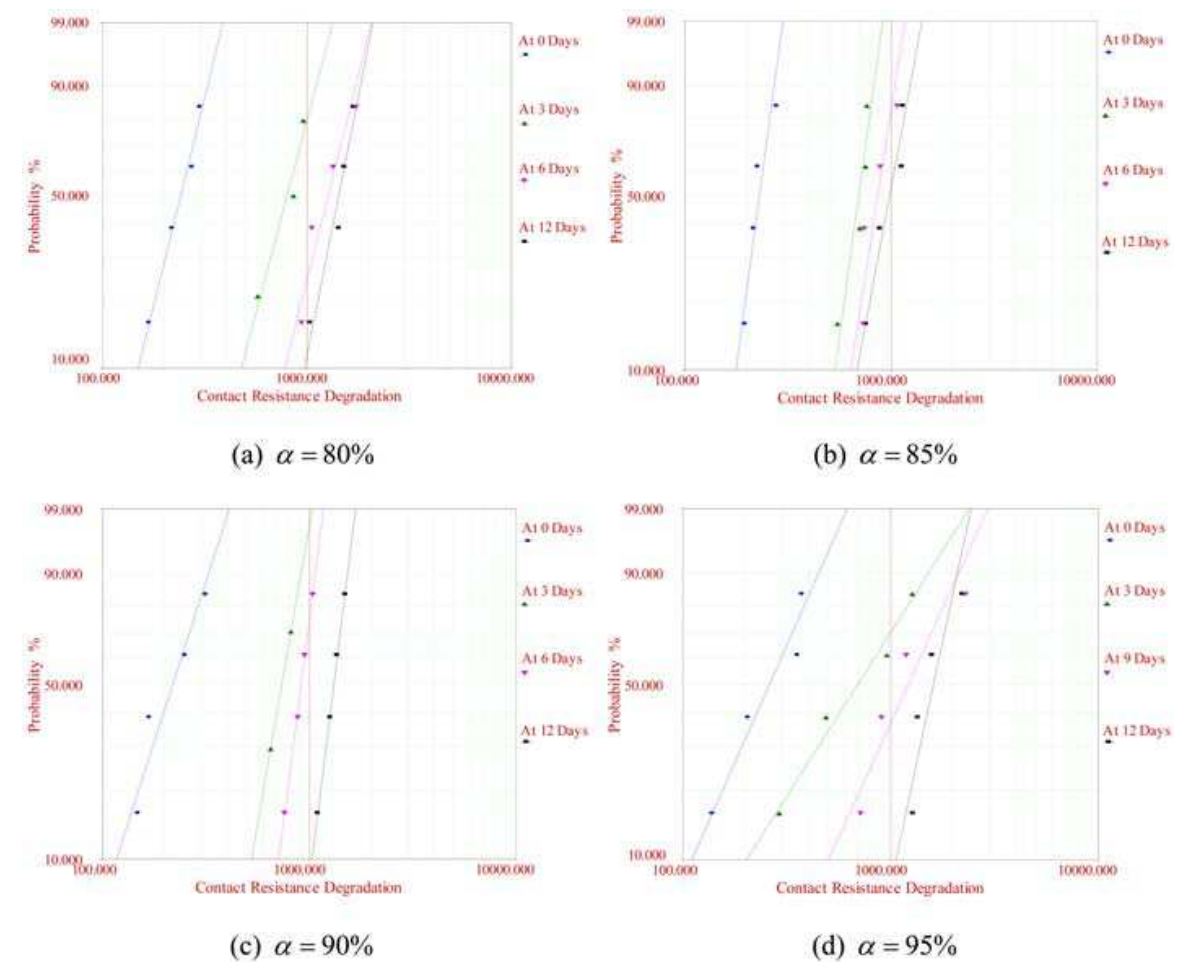 99.000
At 0 Days
90.000
At 3 Days
At 6 Days
50.000
At 12 Days
Probability %
10.000
100.000 1000.000 10000.000
Contact Resistance Degradation
(a) α = 80%
99.000
At 0 Days
90.000
At 3 Days
At 6 Days
50.000
At 12 Days
Probability %
10.000
100.000 1000.000 10000.000
Contact Resistance Degradation
(b) α = 85%
99.000
At 0 Days
90.000
At 3 Days
At 6 Days
50.000
At 12 Days
Probability %
10.000
100.000 1000.000 10000.000
Contact Resistance Degradation
(c) α = 90%
99.000
At 0 Days
90.000
At 3 Days
At 9 Days
50.000
At 12 Days
Probability %
10.000
100.000 1000.000 10000.000
Contact Resistance Degradation
(d) α = 95%